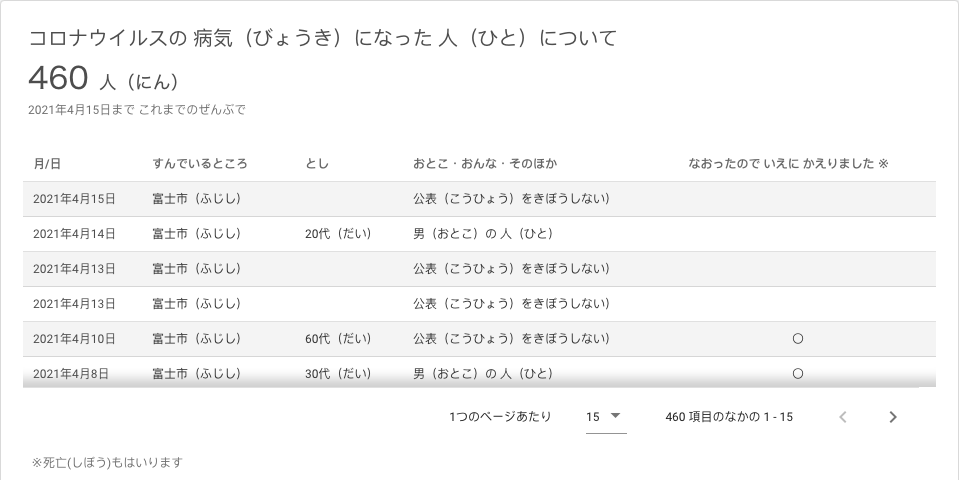 コロナウイルスの 病気（びょうき）になった 人（ひと）について
460 人（にん）
2021年4月15日まで これまでのぜんぶで
月/日 すんでいるところ とし おとこ・おんな・そのほか なおったので いえに かえりました ※
2021年4月15日 富士市（ふじし） 公表（こうひょう）をきぼうしない）
2021年4月14日 富士市（ふじし） 20代（だい） 男（おとこ）の 人（ひと）
2021年4月13日 富士市（ふじし） 公表（こうひょう）をきぼうしない）
2021年4月13日 富士市（ふじし） 公表（こうひょう）をきぼうしない）
2021年4月10日 富士市（ふじし） 60代（だい） 公表（こうひょう）をきぼうしない） ○
2021年4月8日 富士市（ふじし） 30代（だい） 男（おとこ）の 人（ひと） ○
1つのページあたり 15 460 項目のなかの 1 - 15
※死亡(しぼう)もはいります